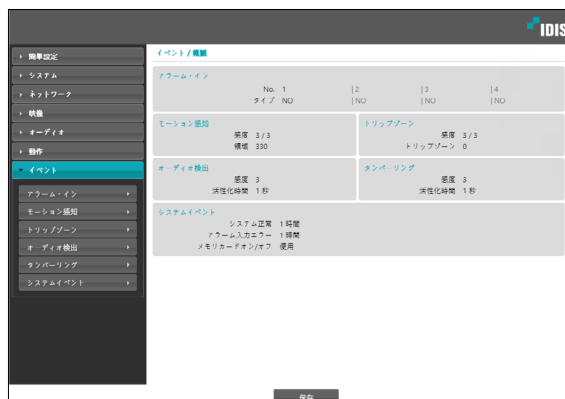 IDIS
簡単設定
システム
ネットワーク
映像
オーディオ
動作
イベント
アラーム・イン
モーション感知
トリップゾーン
オーディオ検出
タンパーリング
システムイベント
イベント / 概観
アラーム・イン
No. 1 |2 |3 |4
タイプ NO |NO |NO |NO
モーション感知
感度 3 / 3
領域 330
トリップゾーン
感度 3 / 3
トリップゾーン 0
オーディオ検出
感度 3
活性化時間 1 秒
タンパーリング
感度 3
活性化時間 1 秒
システムイベント
システム正常 1 時間
アラーム入力エラー 1 時間
メモリカードオン/オフ 使用
保存